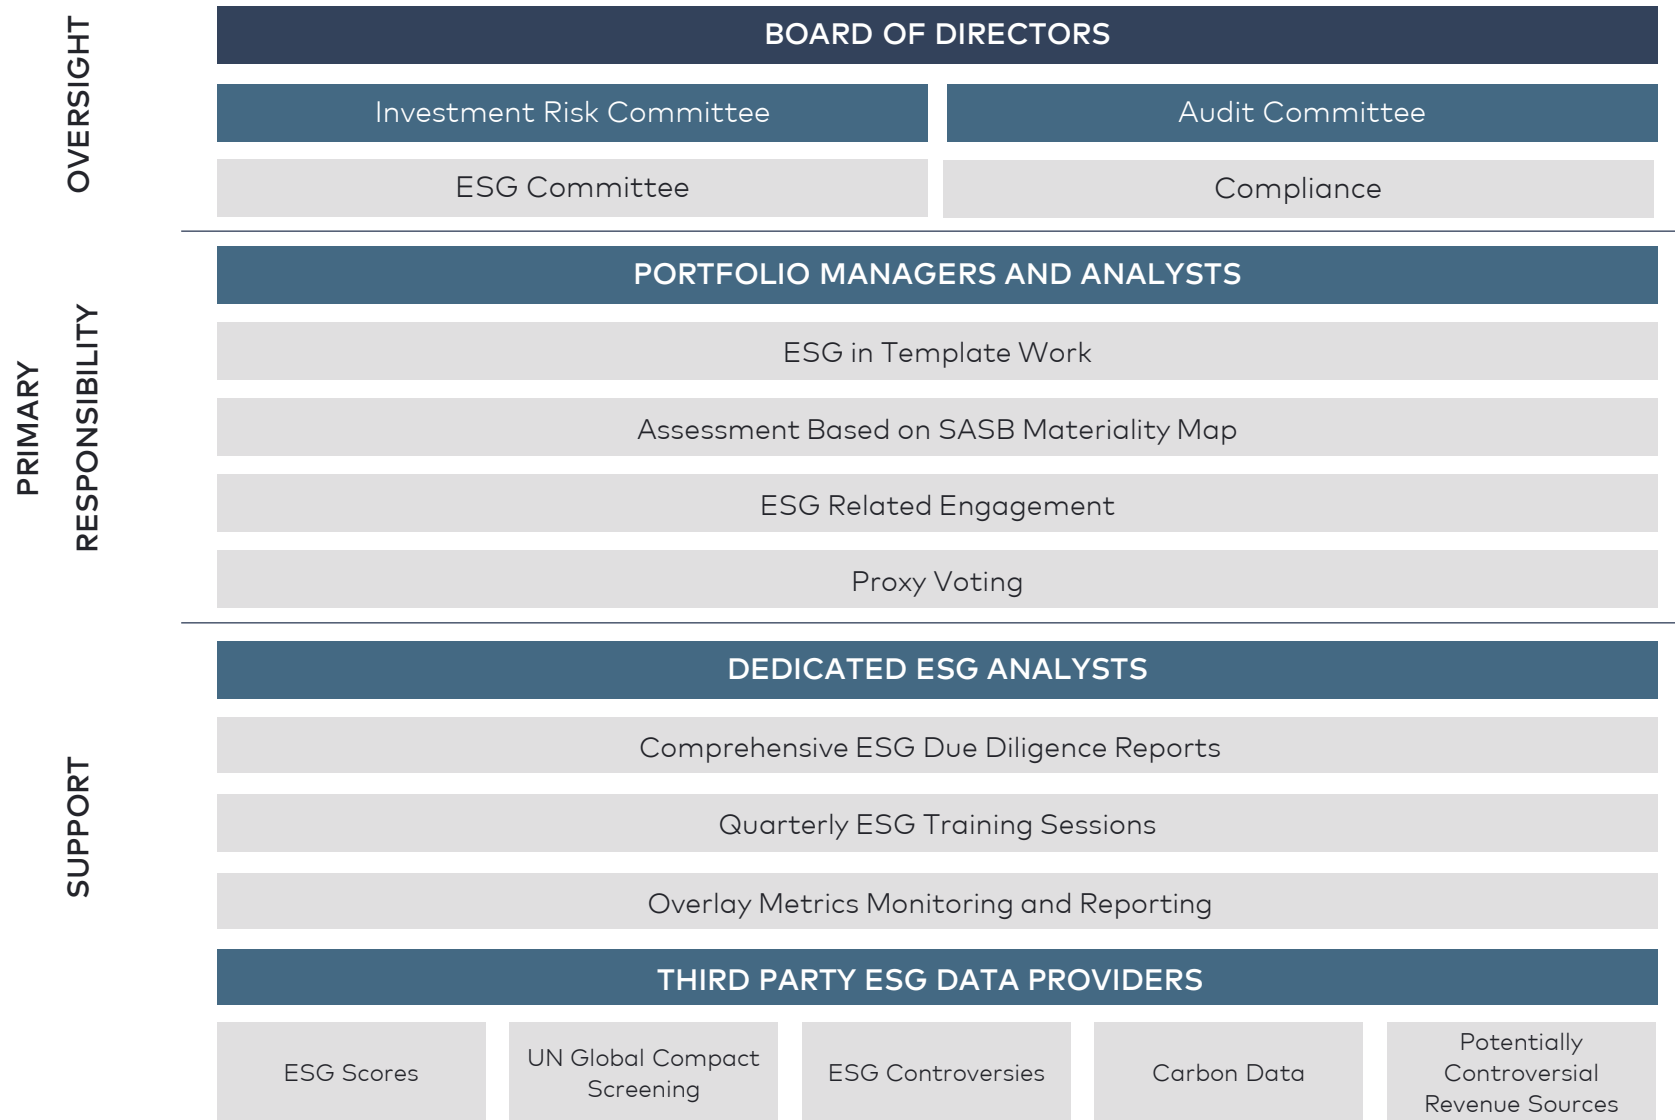 OVERSIGHT
BOARD OF DIRECTORS
Investment Risk Committee
Audit Committee
ESG Committee
Compliance
PRIMARY
RESPONSIBILITY
PORTFOLIO MANAGERS AND ANALYSTS
ESG in Template Work
Assessment Based on SASB Materiality Map
ESG Related Engagement
Proxy Voting
SUPPORT
DEDICATED ESG ANALYSTS
Comprehensive ESG Due Diligence Reports
Quarterly ESG Training Sessions
Overlay Metrics Monitoring and Reporting
THIRD PARTY ESG DATA PROVIDERS
ESG Scores
UN Global Compact
Screening
ESG Controversies
Carbon Data
Potentially
Controversial
Revenue Sources